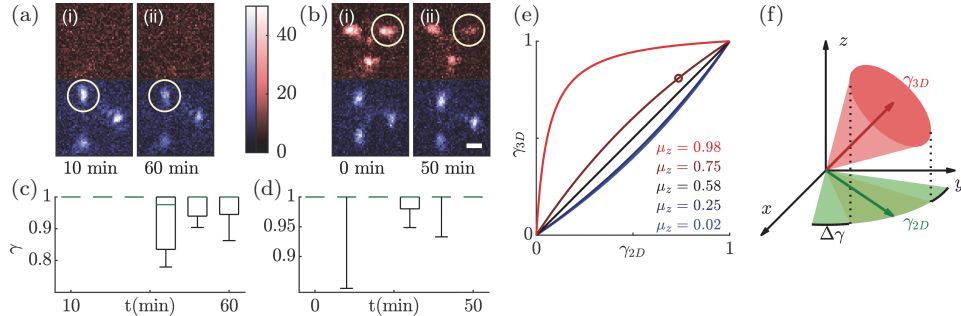 (a)
(i)
(ii)
10 min
60 min
40
20
0
(b)
(i)
(ii)
0 min
50 min
(c)
γ
1
0.9
0.8
10
t(min)
60
(d)
1
0.95
0.9
0
t(min)
50
(e)
γ3D
1
0
0
γ2D
1
μz = 0.98
μz = 0.75
μz = 0.58
μz = 0.25
μz = 0.02
(f)
z
γ3D
y
x
γ2D
Δγ